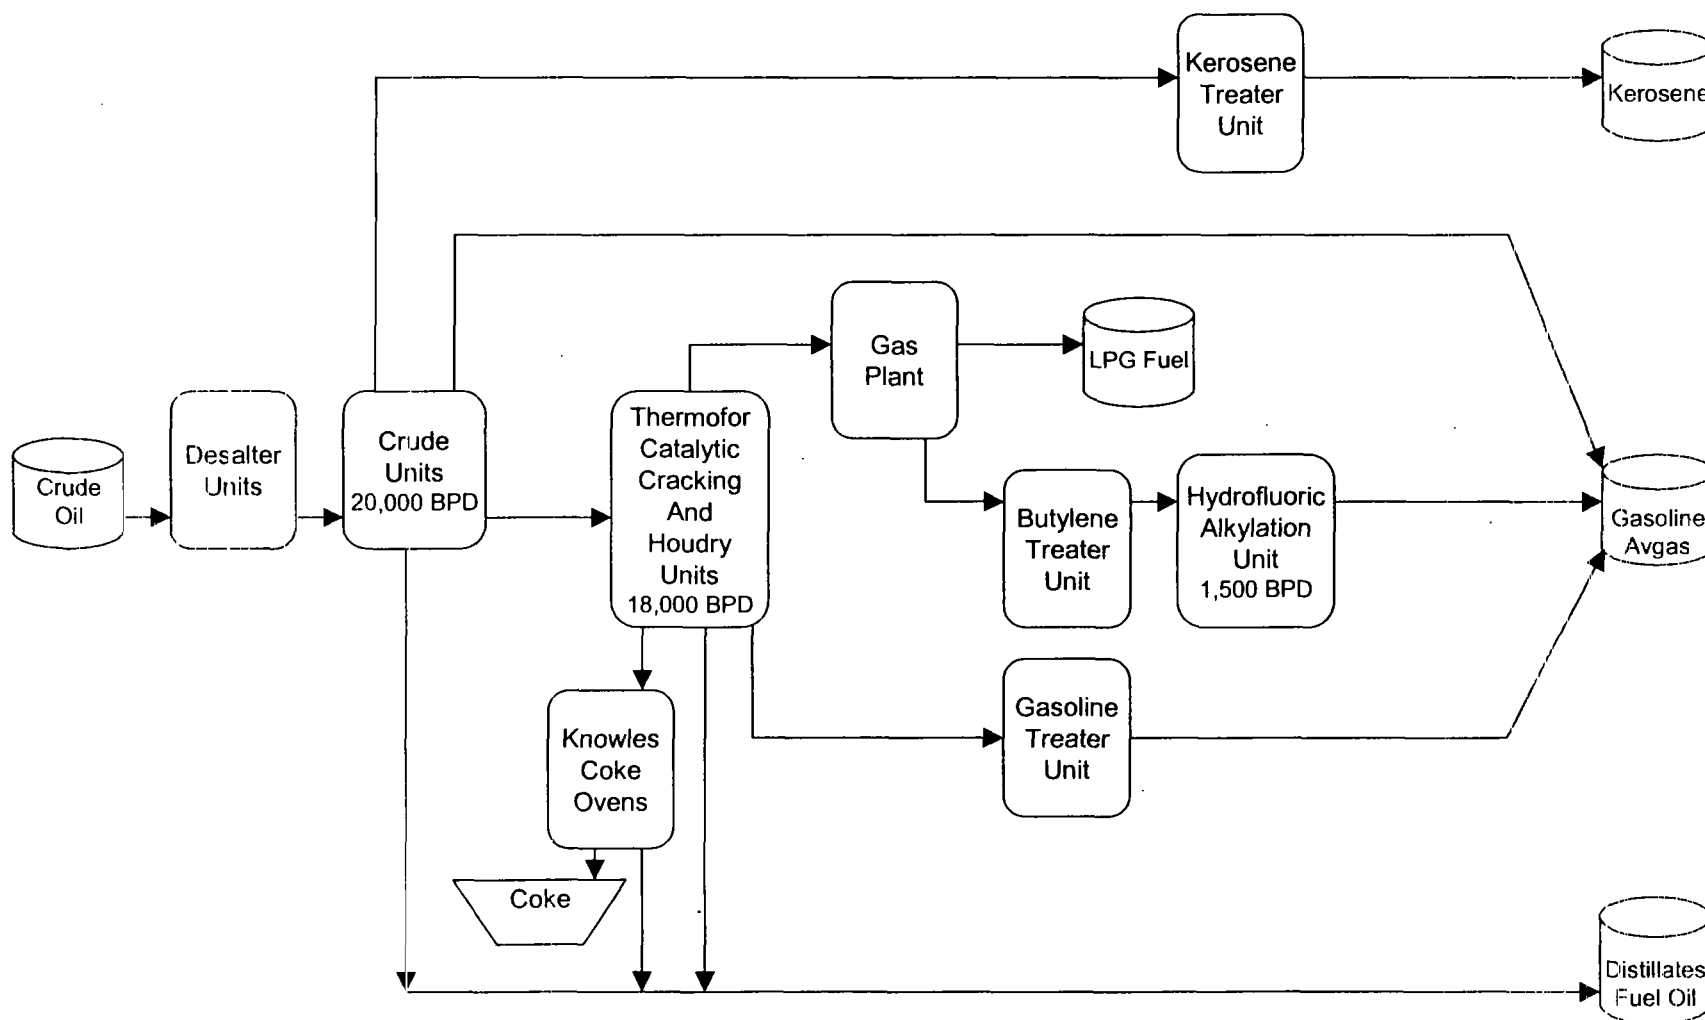 Kerosene
Treater
Unit
Kerosene
Gas
Plant
LPG Fuel
Crude
Oil
Desalter
Units
Crude
Units
20,000 BPD
Thermofor
Catalytic
Cracking
And
Houdry
Units
18,000 BPD
Butylene
Treater
Unit
Hydrofluoric
Alkylation
Unit
1,500 BPD
Gasoline
Avgas
Knowles
Coke
Ovens
Gasoline
Treater
Unit
Coke
Distillates
Fuel Oil